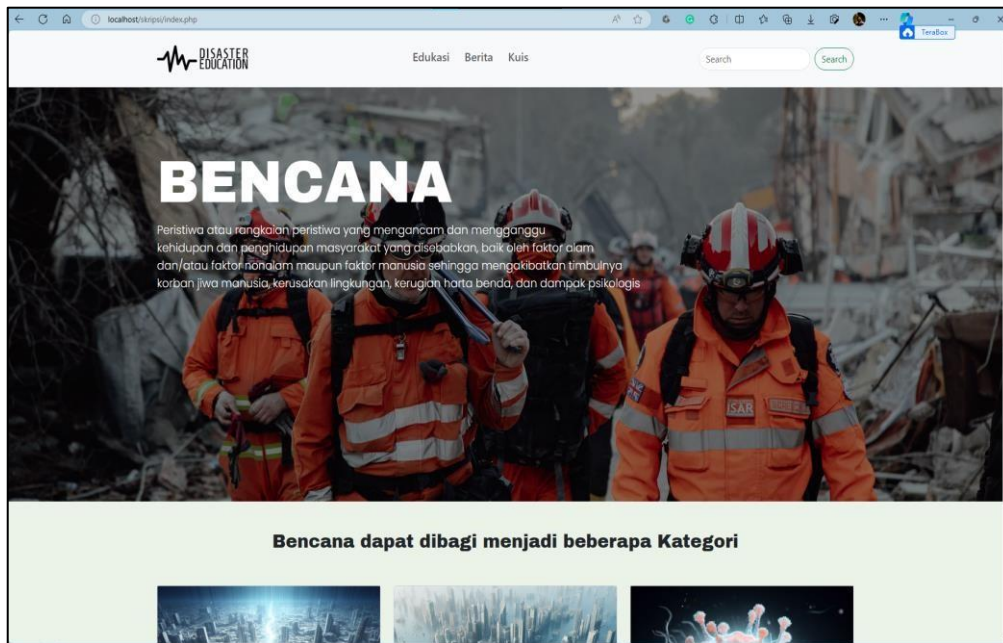 localhost/skripsi/index.php
TeraBox
DISASTER
EDUCATION
Edukasi Berita Kuis
Search
Search
BENCANA
Peristiwa atau rangkaian peristiwa yang mengancam dan mengganggu
kehidupan dan penghidupan masyarakat yang disebabkan, baik oleh faktor alam
dan/atau faktor nonalam maupun faktor manusia sehingga mengakibatkan timbulnya
korban jiwa manusia, kerusakan lingkungan, kerugian harta benda, dan dampak psikologis
ISAR
Bencana dapat dibagi menjadi beberapa Kategori